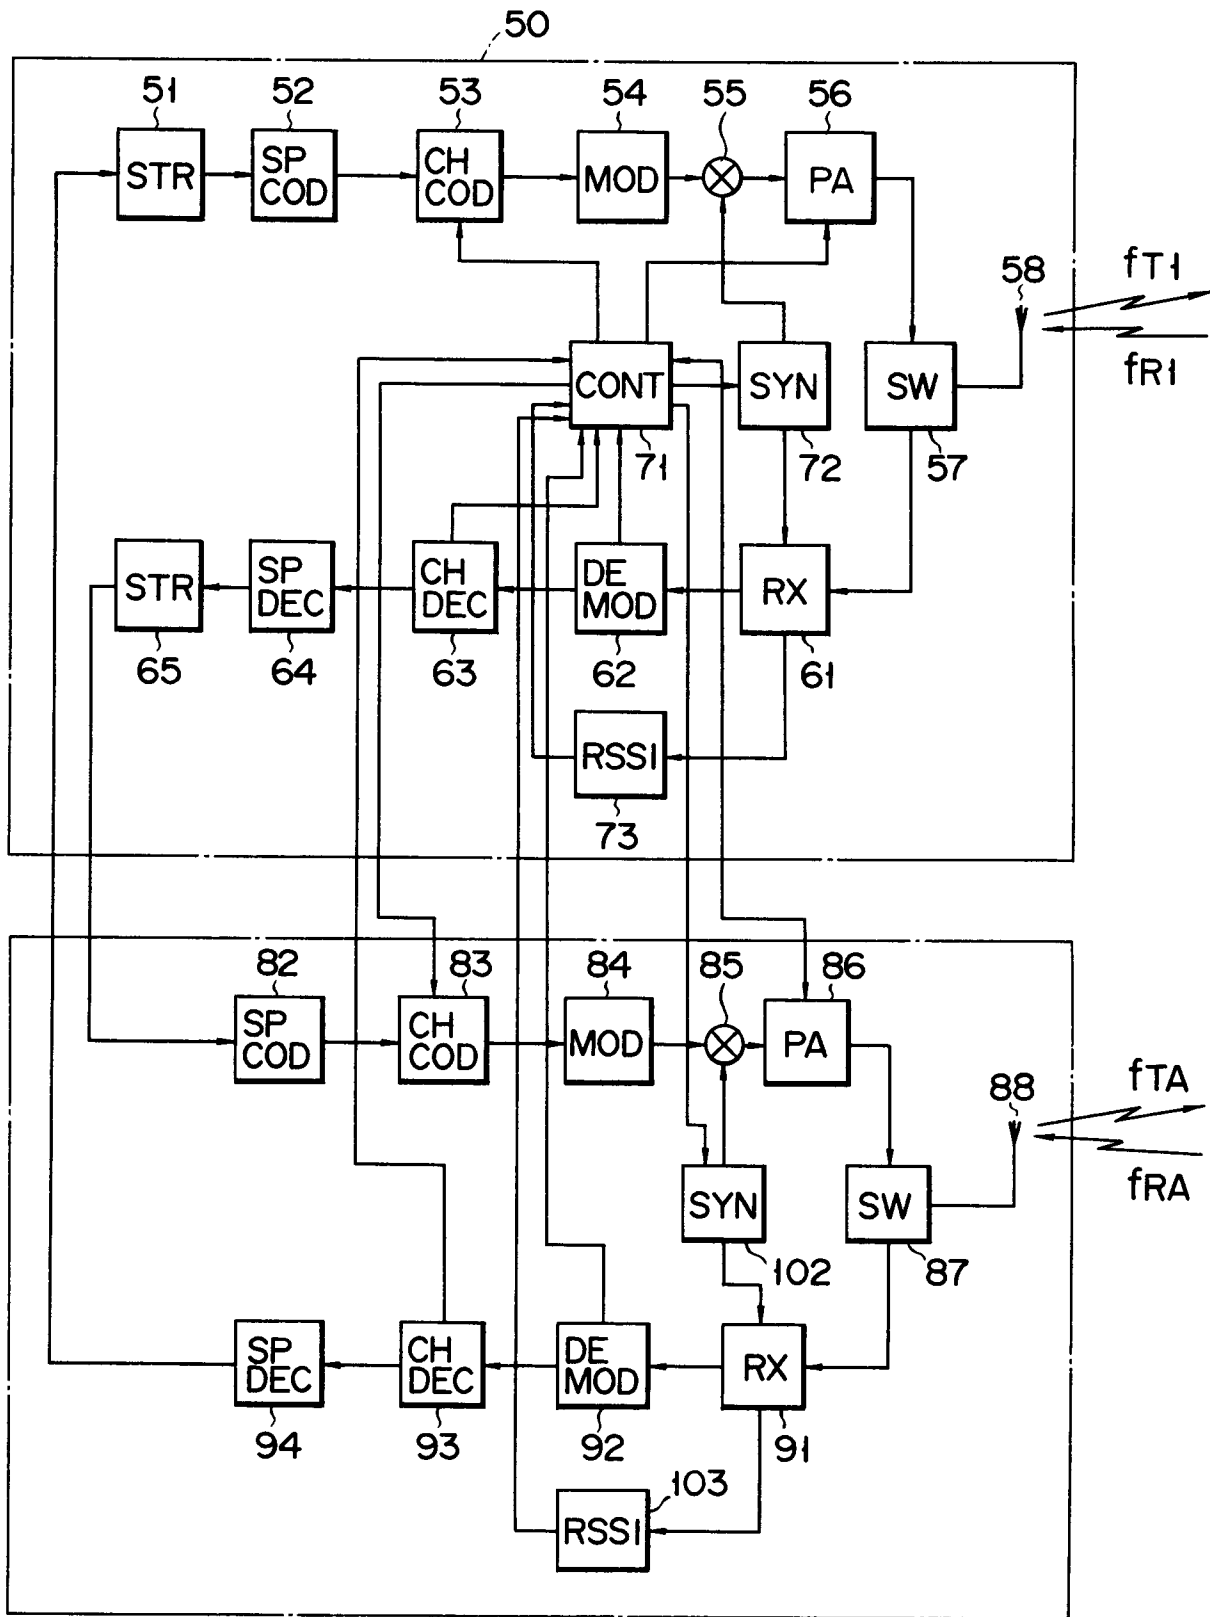 50
51 52 53 54 55 56
STR
SP
COD
CH
COD
MOD
PA
58
fT1
fR1
CONT
SYN
SW
71
72
57
STR
SP
DEC
CH
DEC
DE
MOD
RX
65 64 63 62 61
RSSI
73
82 83 84 85 86
SP
COD
CH
COD
MOD
PA
88
fTA
fRA
SYN
SW
102
87
SP
DEC
CH
DEC
DE
MOD
RX
94 93 92 91
103
RSSI